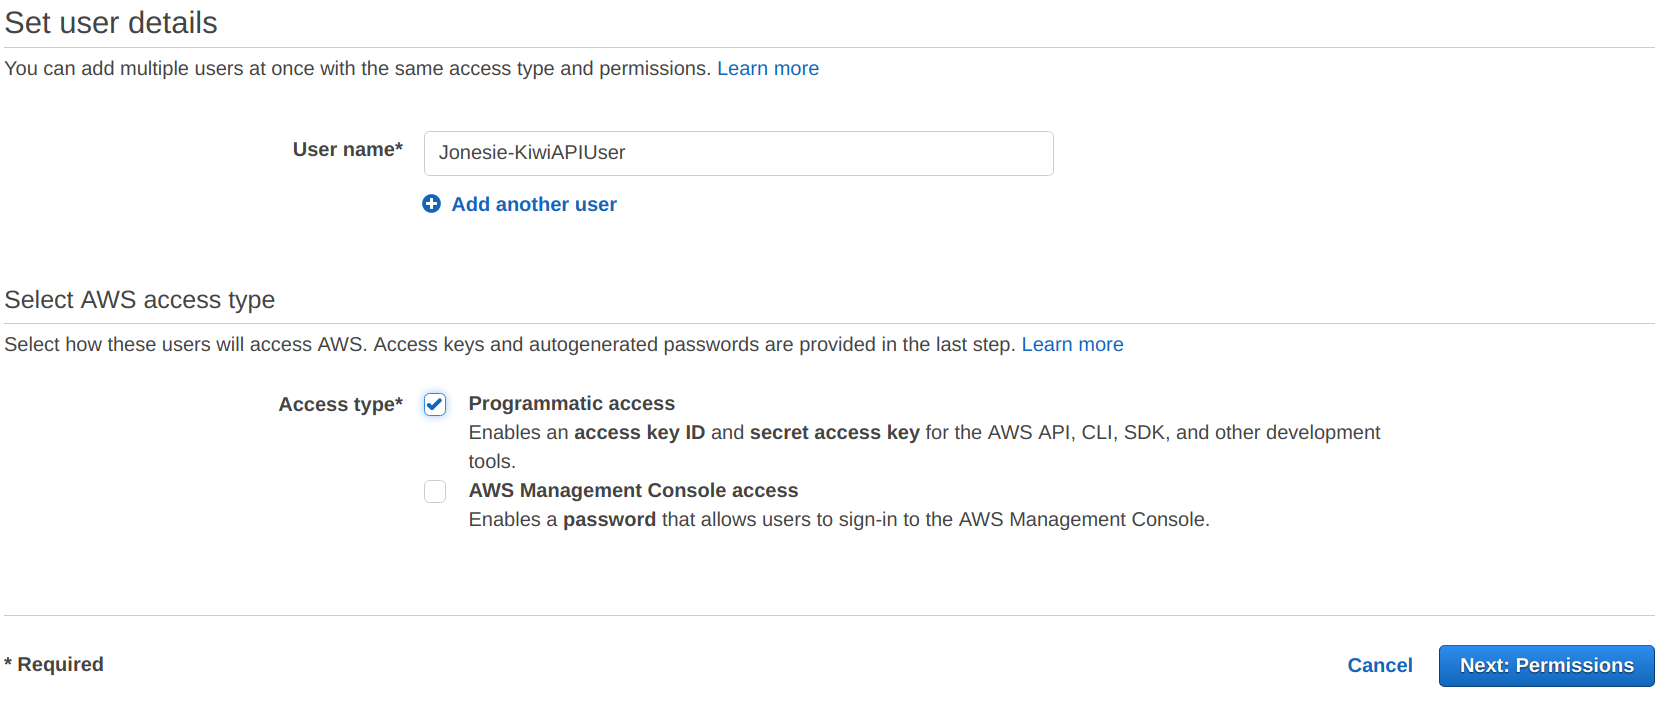 Set user details
You can add multiple users at once with the same access type and permissions. Learn more
User name*
Jonesie-KiwiAPIUser
Add another user
Select AWS access type
Select how these users will access AWS. Access keys and autogenerated passwords are provided in the last step. Learn more
Access type*
Programmatic access
Enables an access key ID and secret access key for the AWS API, CLI, SDK, and other development
tools.
AWS Management Console access
Enables a password that allows users to sign-in to the AWS Management Console.
* Required
Cancel
Next: Permissions